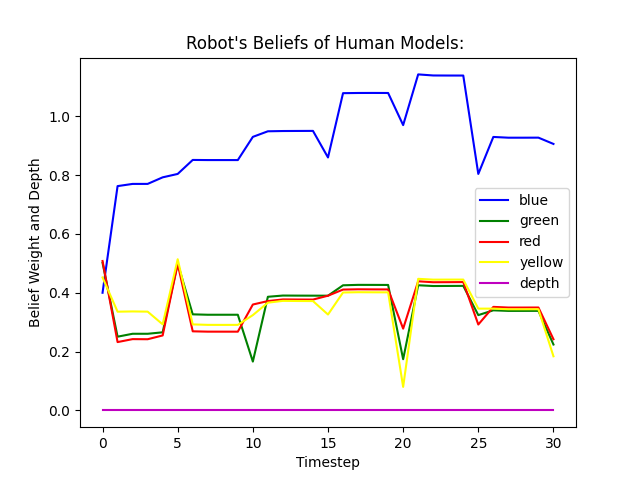 Robot's Beliefs of Human Models:
Belief Weight and Depth
1.0
0.8
0.6
0.4
0.2
0.0
blue
green
red
yellow
depth
0 5 10 15 20 25 30
Timestep